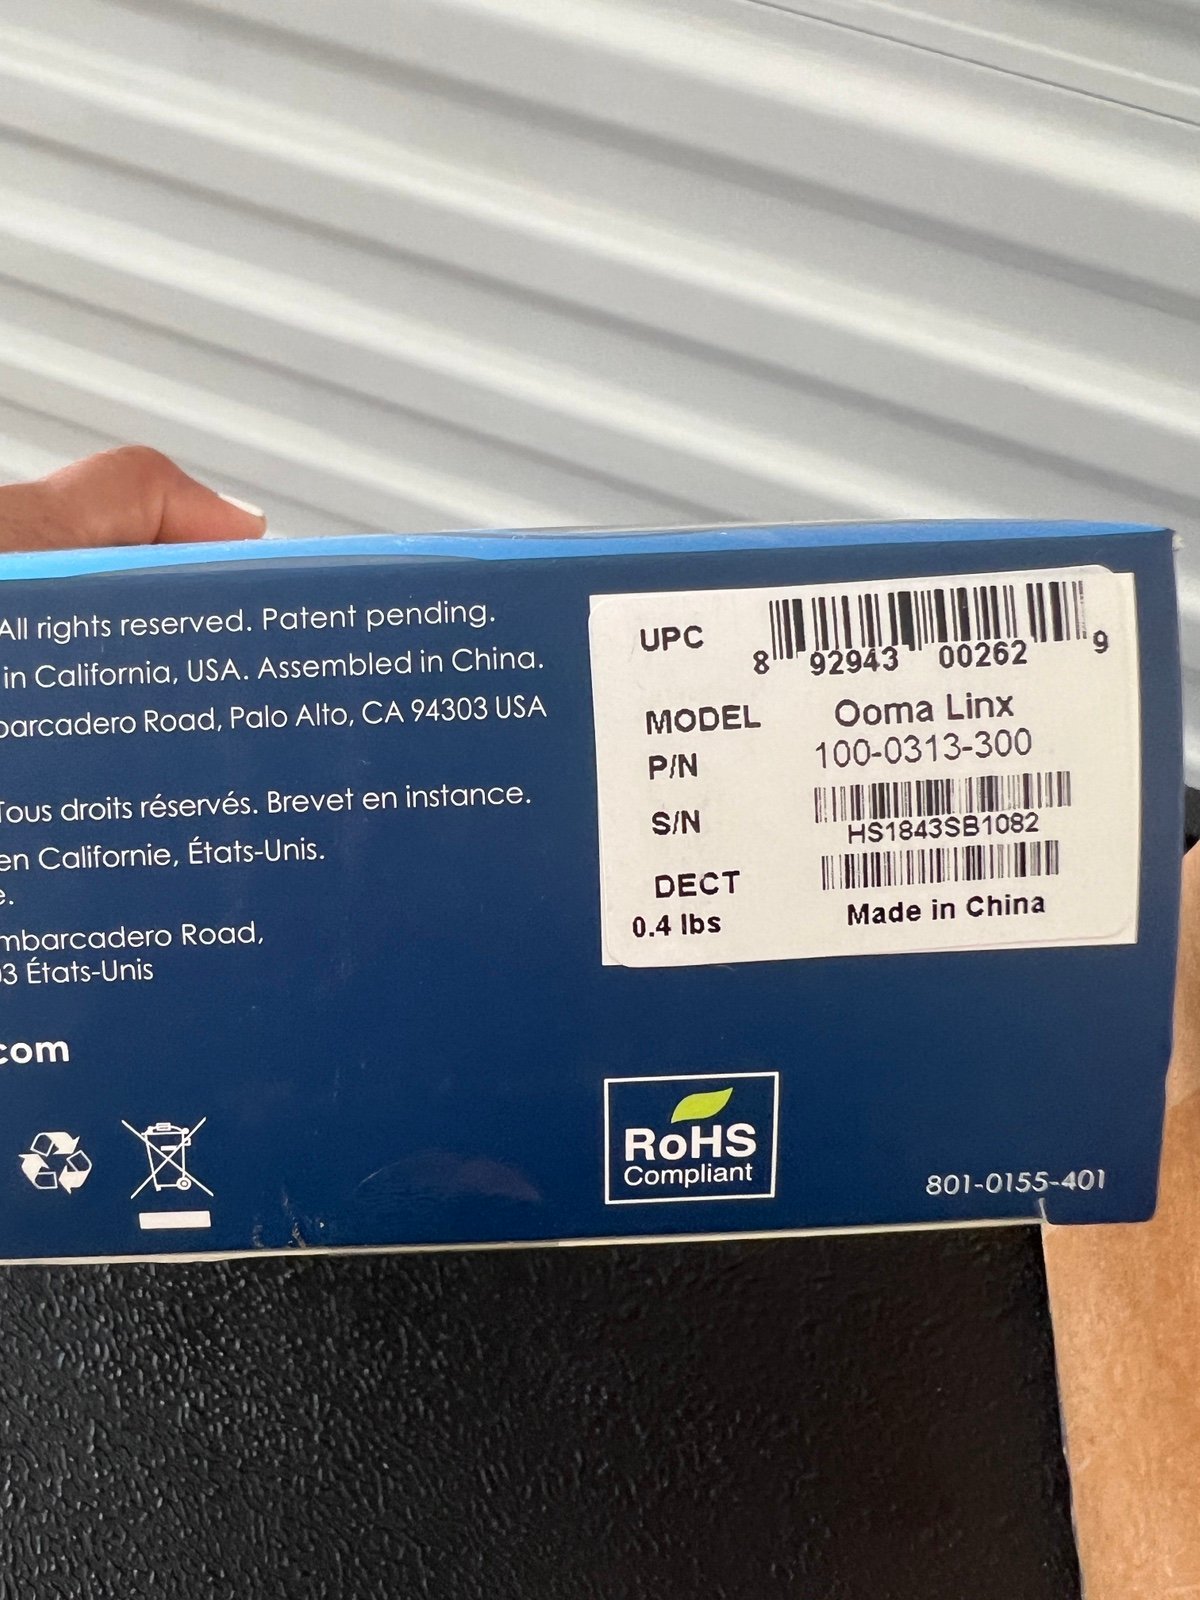 All rights reserved. Patent pending.
in California, USA. Assembled in China.
barcadero Road, Palo Alto, CA 94303 USA
Tous droits réservés. Brevet en instance.
en Californie, États-Unis.
e.
mbarcadero Road,
03 États-Unis
com
UPC 8 92943 00262 9
MODEL Ooma Linx
P/N 100-0313-300
S/N HS1843SB1082
DECT
0.4 lbs Made in China
RoHS
Compliant
801-0155-401